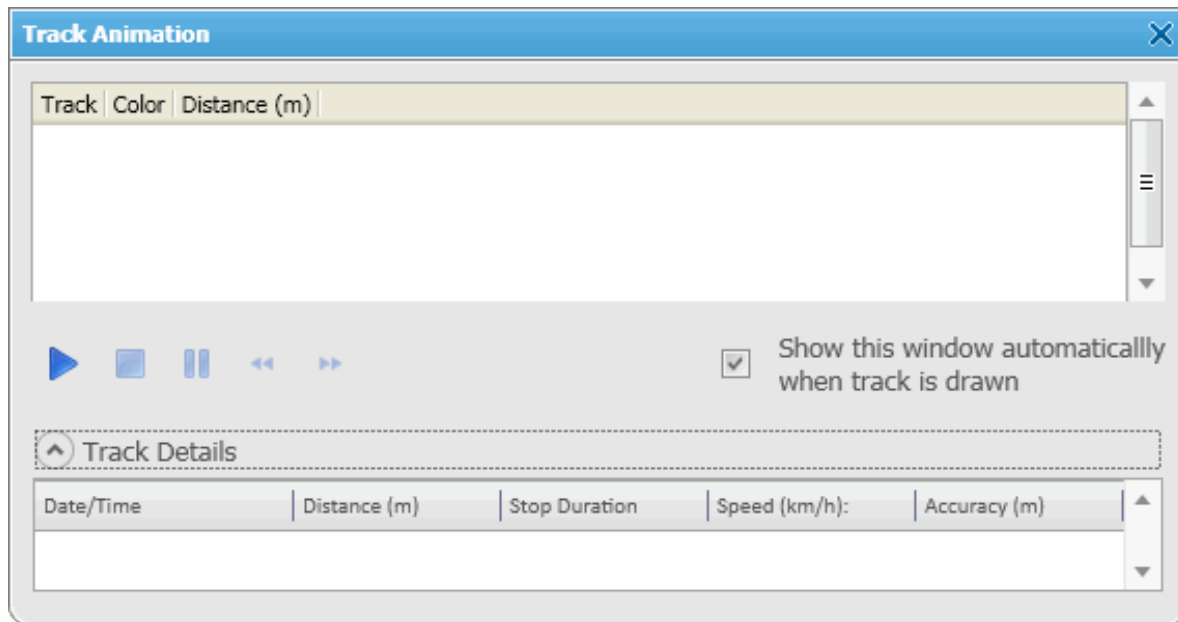 Track Animation
Track Color Distance (m)
Show this window automaticallly
when track is drawn
Track Details
Date/Time Distance (m) Stop Duration Speed (km/h): Accuracy (m)